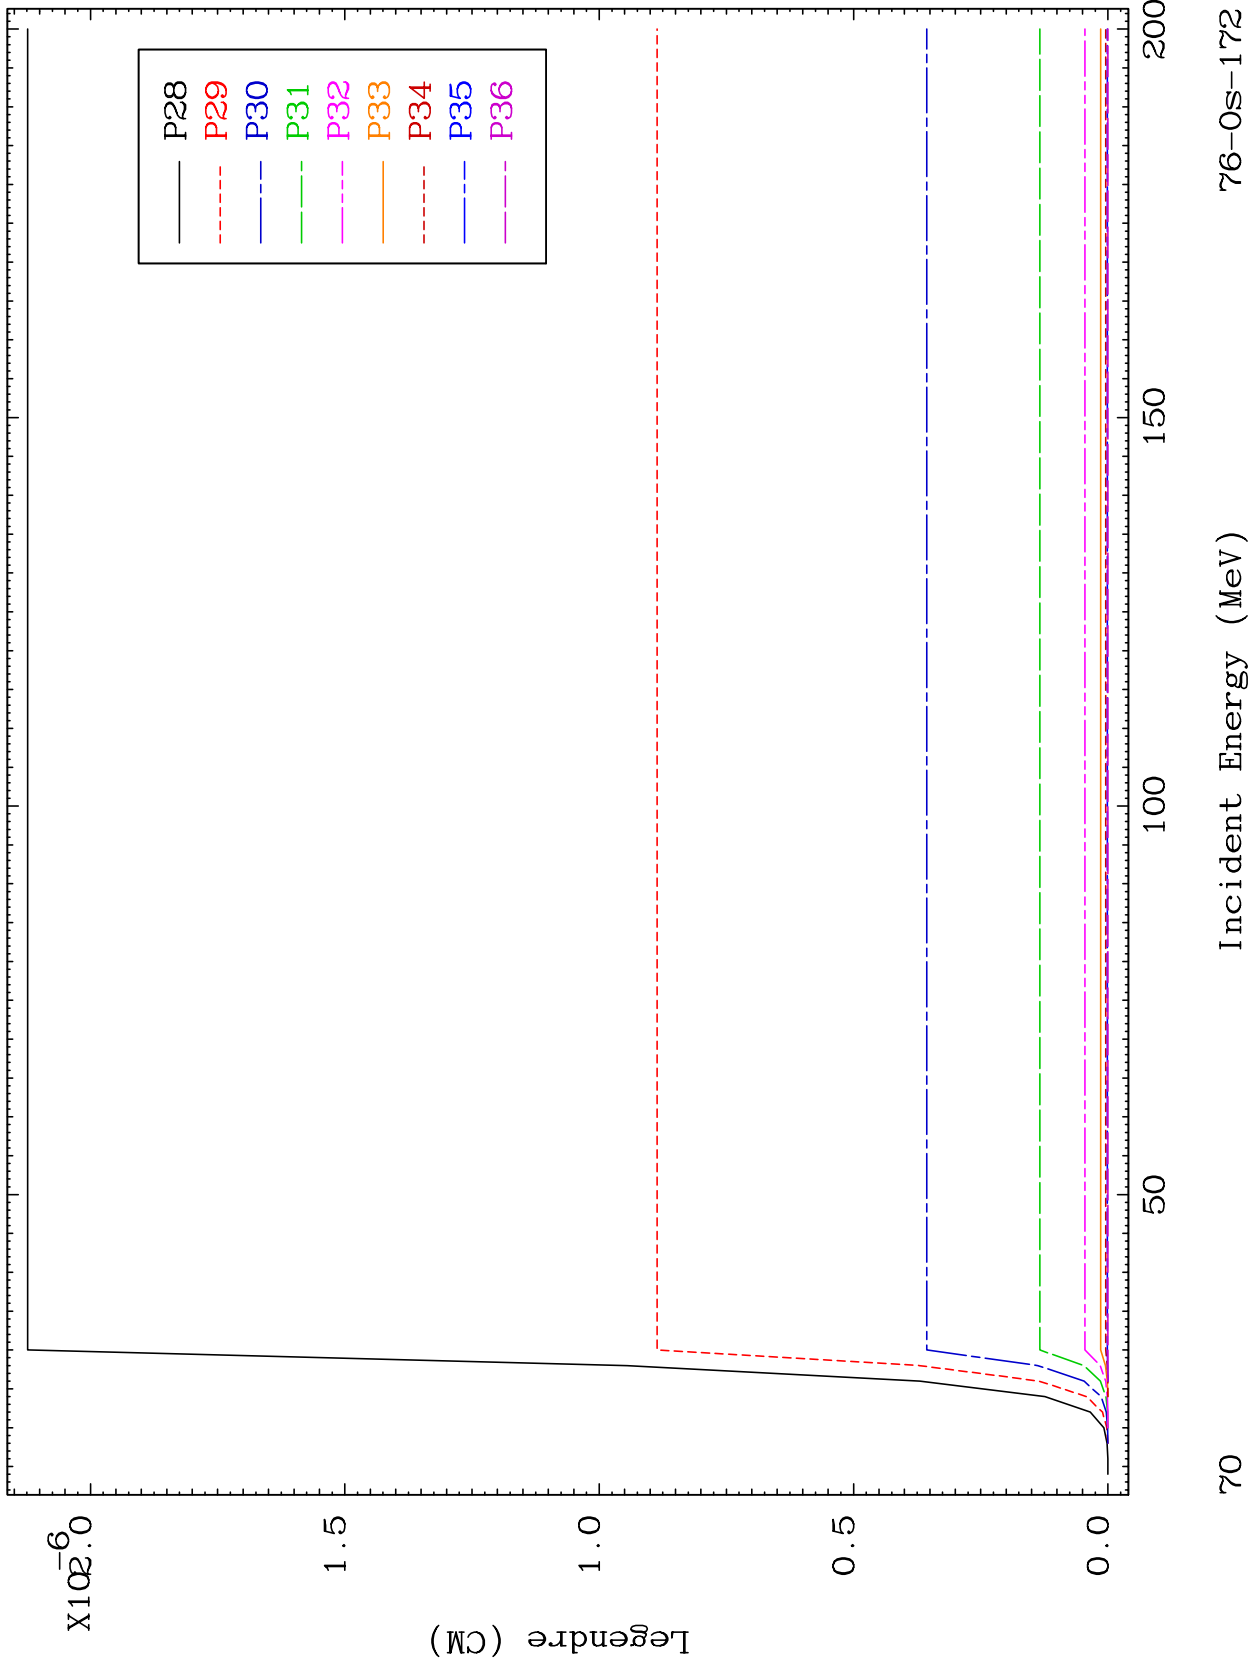 X10-6
2.0
1.5
1.0
0.5
0.0
Legendre (CM)
P28
P29
P30
P31
P32
P33
P34
P35
P36
50
100
150
200
70
Incident Energy (MeV)
76-Os-172